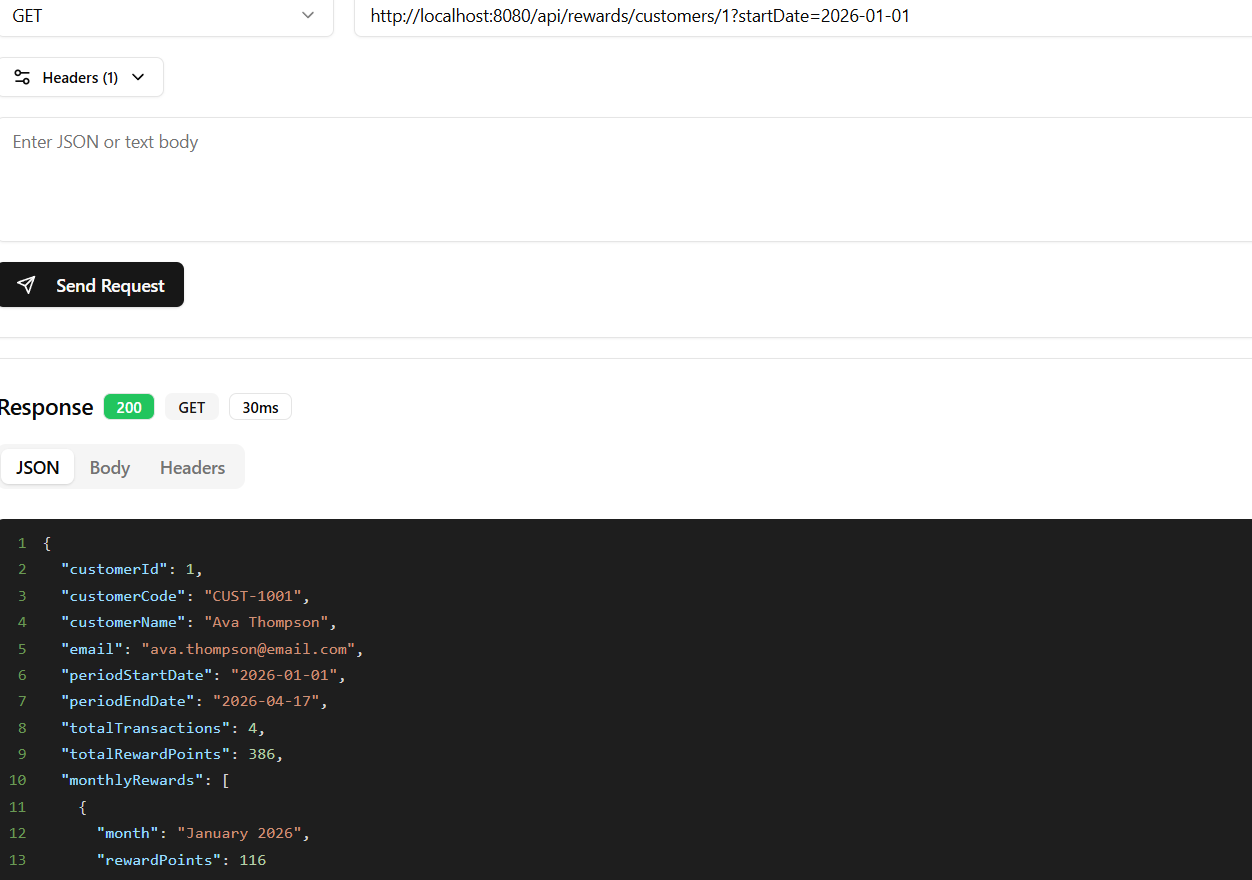 GET
http://localhost:8080/api/rewards/customers/1?startDate=2026-01-01
Headers (1)
Enter JSON or text body
Send Request
Response 200 GET 30ms
JSON Body Headers
1 {
2 "customerId": 1,
3 "customerCode": "CUST-1001",
4 "customerName": "Ava Thompson",
5 "email": "ava.thompson@email.com",
6 "periodStartDate": "2026-01-01",
7 "periodEndDate": "2026-04-17",
8 "totalTransactions": 4,
9 "totalRewardPoints": 386,
10 "monthlyRewards": [
11 {
12 "month": "January 2026",
13 "rewardPoints": 116